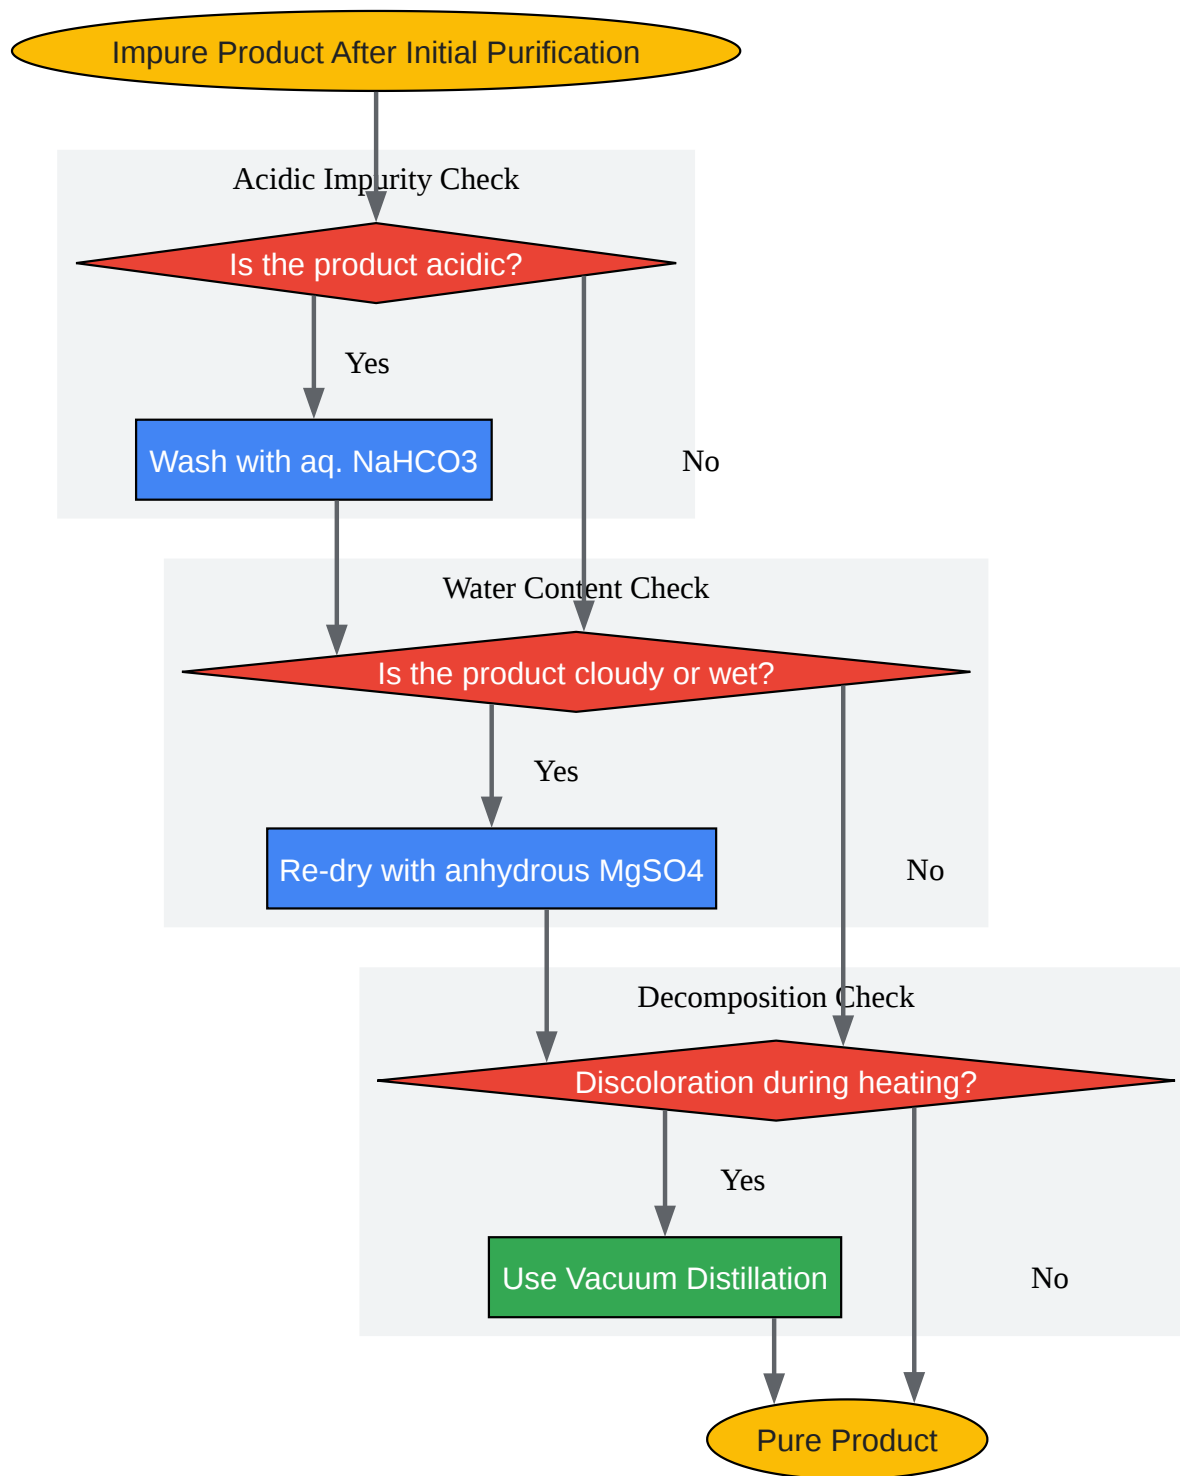 Impure Product After Initial Purification
Acidic Impurity Check
Is the product acidic?
Yes
Wash with aq. NaHCO3
No
Water Content Check
Is the product cloudy or wet?
Yes
Re-dry with anhydrous MgSO4
No
Decomposition Check
Discoloration during heating?
Yes
Use Vacuum Distillation
No
Pure Product